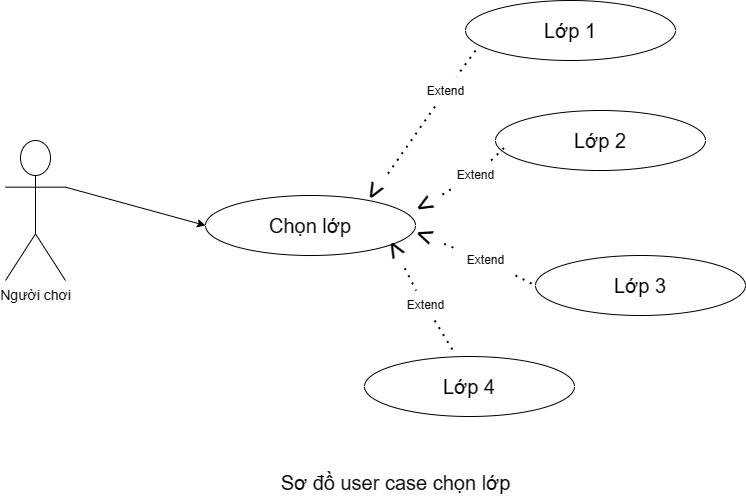 Lớp 1
Extend
Lớp 2
Extend
Chọn lớp
Extend
Lớp 3
Người chơi
Extend
Lớp 4
Sơ đồ user case chọn lớp